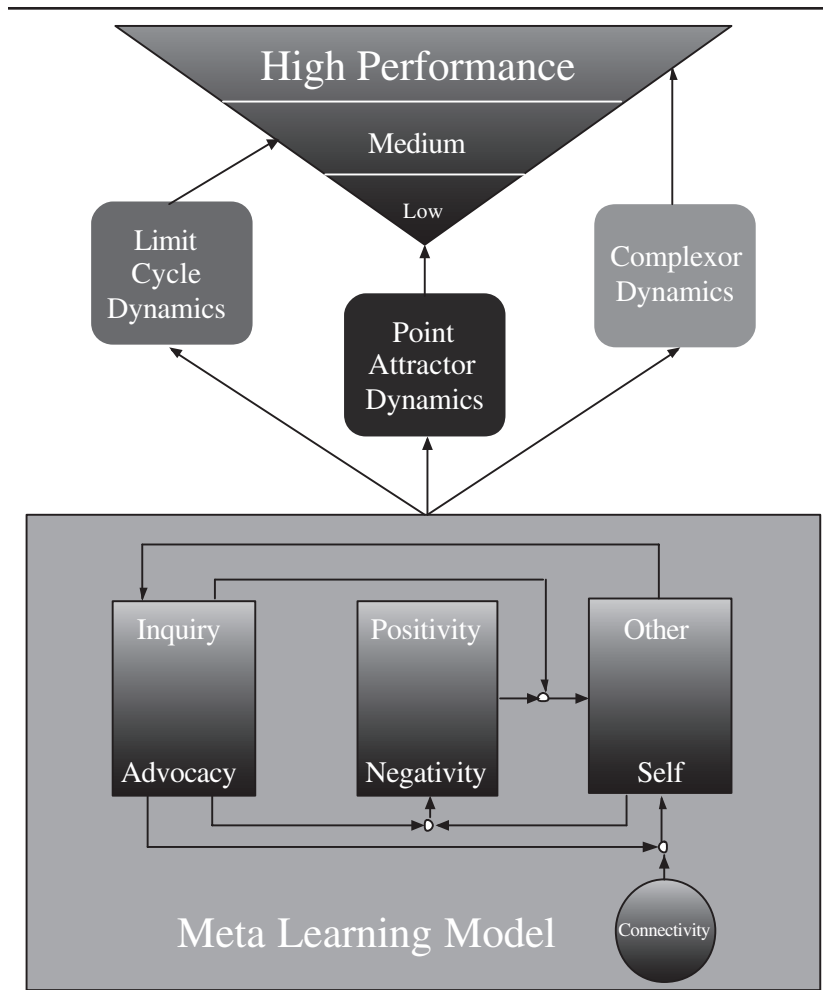 High Performance
Medium
Low
Limit
Cycle
Dynamics
Complexor
Dynamics
Point
Attractor
Dynamics
Inquiry
Positivity
Other
Advocacy
Negativity
Self
Meta Learning Model
Connectivity